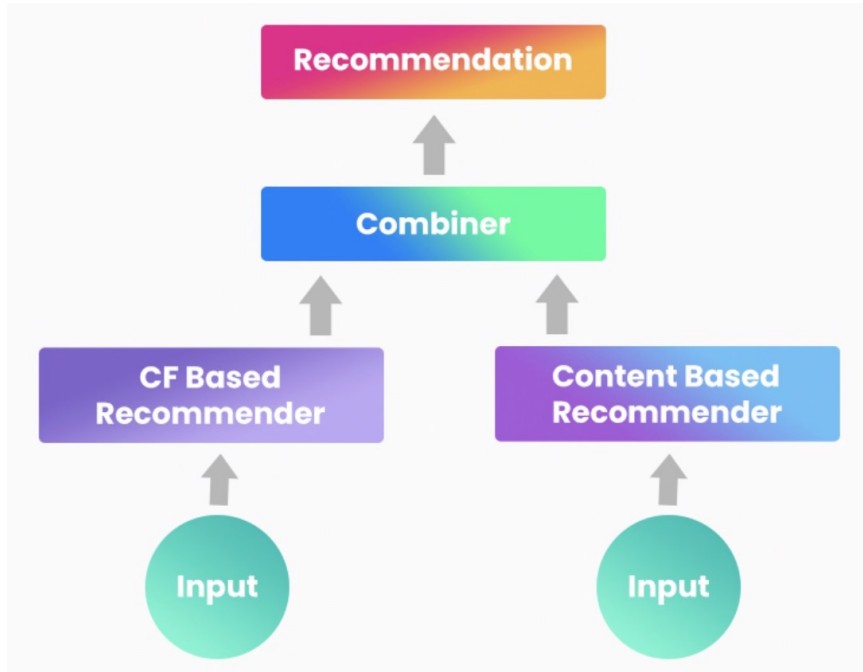 Recommendation
Combiner
CF Based
Recommender
Content Based
Recommender
Input
Input